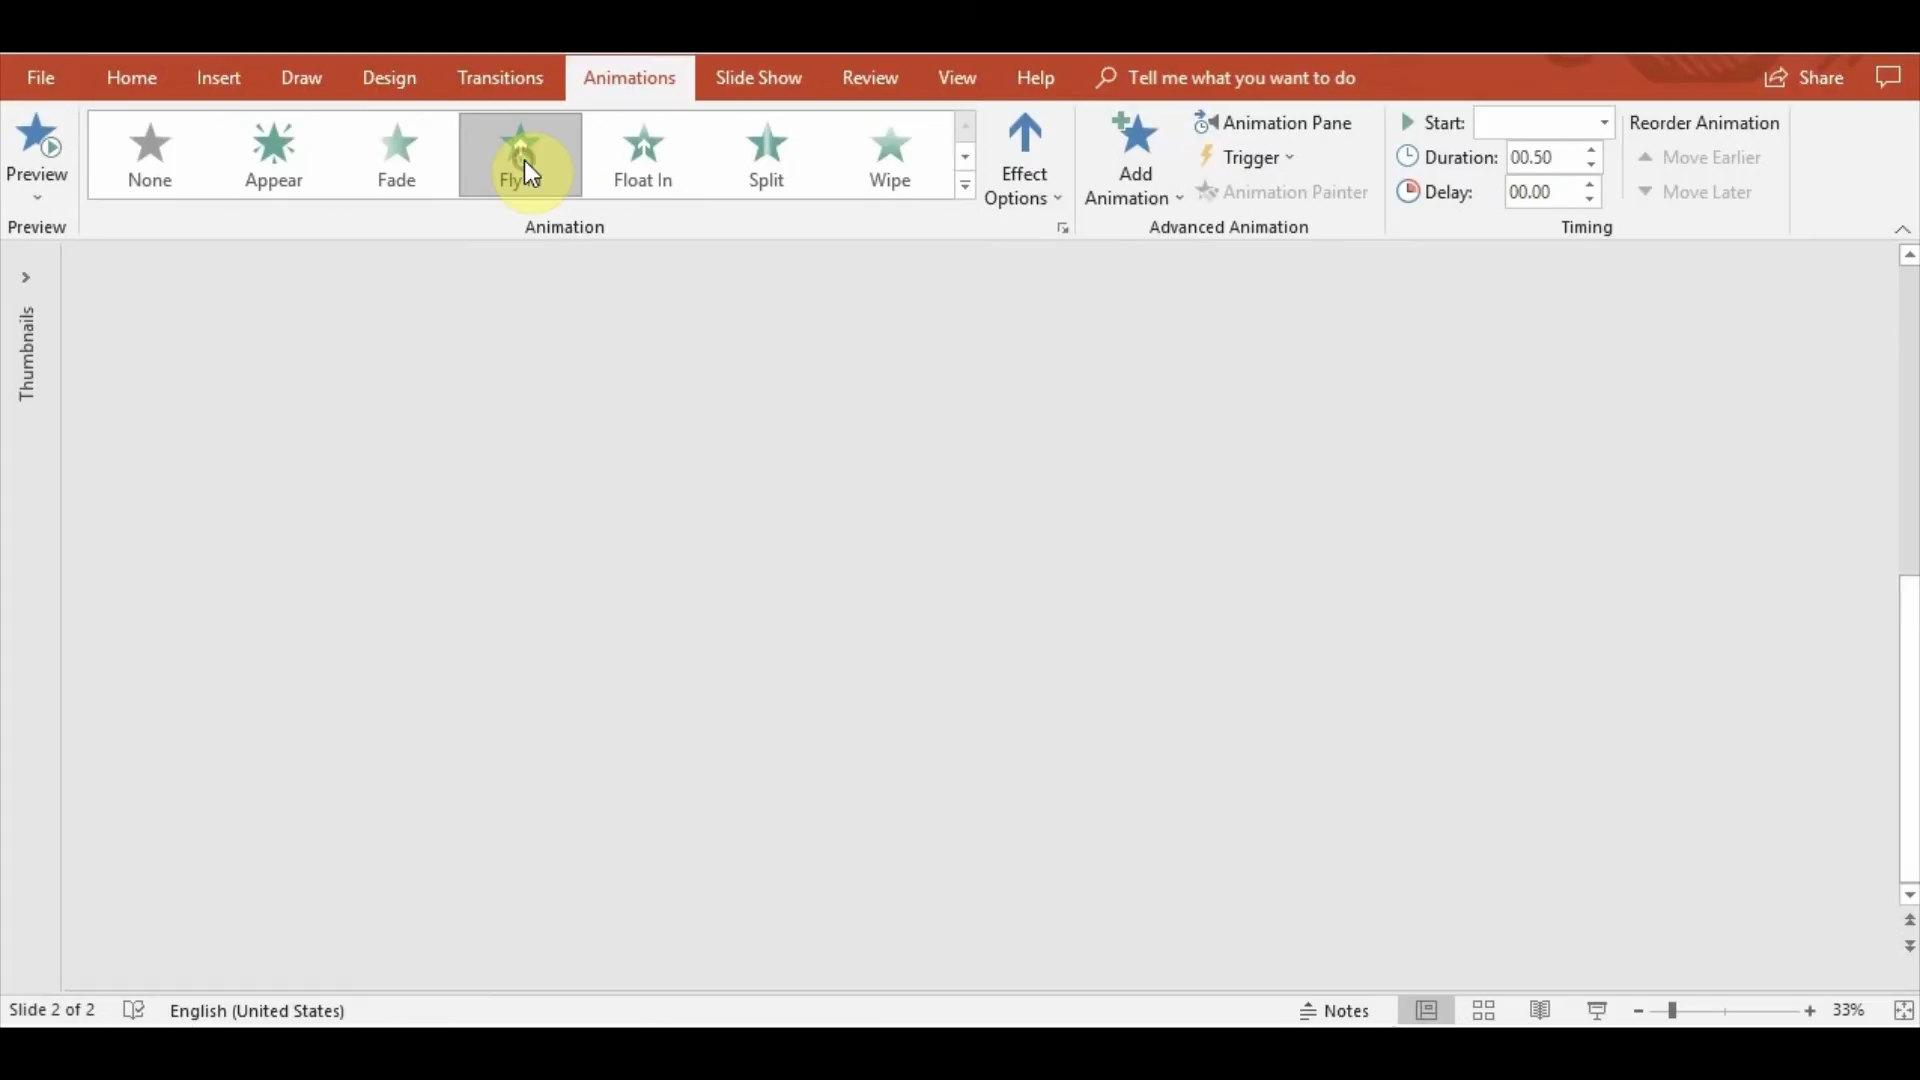 File Home Insert Draw Design Transitions Animations Slide Show Review View Help Tell me what you want to do Share
Preview
None Appear Fade Fly Float In Split Wipe
Effect
Options
Add
Animation
Animation Pane
Trigger
Animation Painter
Start:
Duration: 00.50
Delay: 00.00
Reorder Animation
Move Earlier
Move Later
Preview Animation Advanced Animation Timing
Thumbnails
Slide 2 of 2 English (United States) Notes 33%